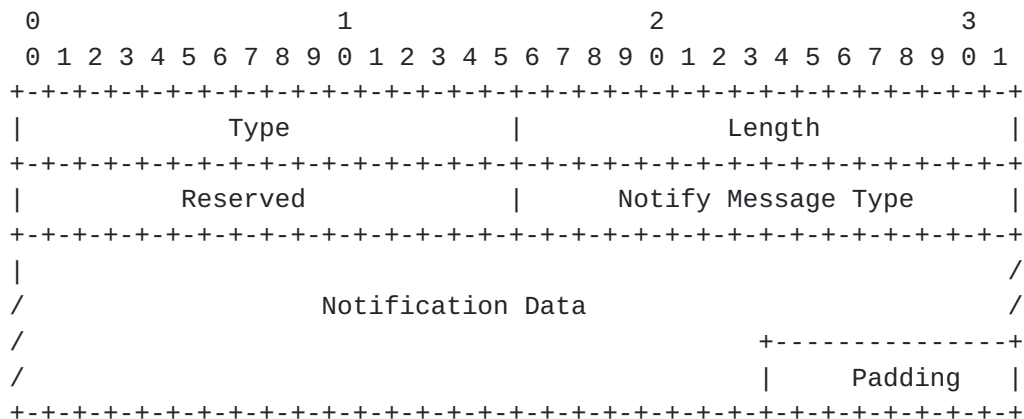 0                   1                   2                   3
0 1 2 3 4 5 6 7 8 9 0 1 2 3 4 5 6 7 8 9 0 1 2 3 4 5 6 7 8 9 0 1
+-+-+-+-+-+-+-+-+-+-+-+-+-+-+-+-+-+-+-+-+-+-+-+-+-+-+-+-+-+-+-+-+
|             Type              |             Length            |
+-+-+-+-+-+-+-+-+-+-+-+-+-+-+-+-+-+-+-+-+-+-+-+-+-+-+-+-+-+-+-+-+
|          Reserved             |      Notify Message Type      |
+-+-+-+-+-+-+-+-+-+-+-+-+-+-+-+-+-+-+-+-+-+-+-+-+-+-+-+-+-+-+-+-+
|                                                               /
/                   Notification Data                           /
/                                               +---------------+
/                                               |     Padding   |
+-+-+-+-+-+-+-+-+-+-+-+-+-+-+-+-+-+-+-+-+-+-+-+-+-+-+-+-+-+-+-+-+